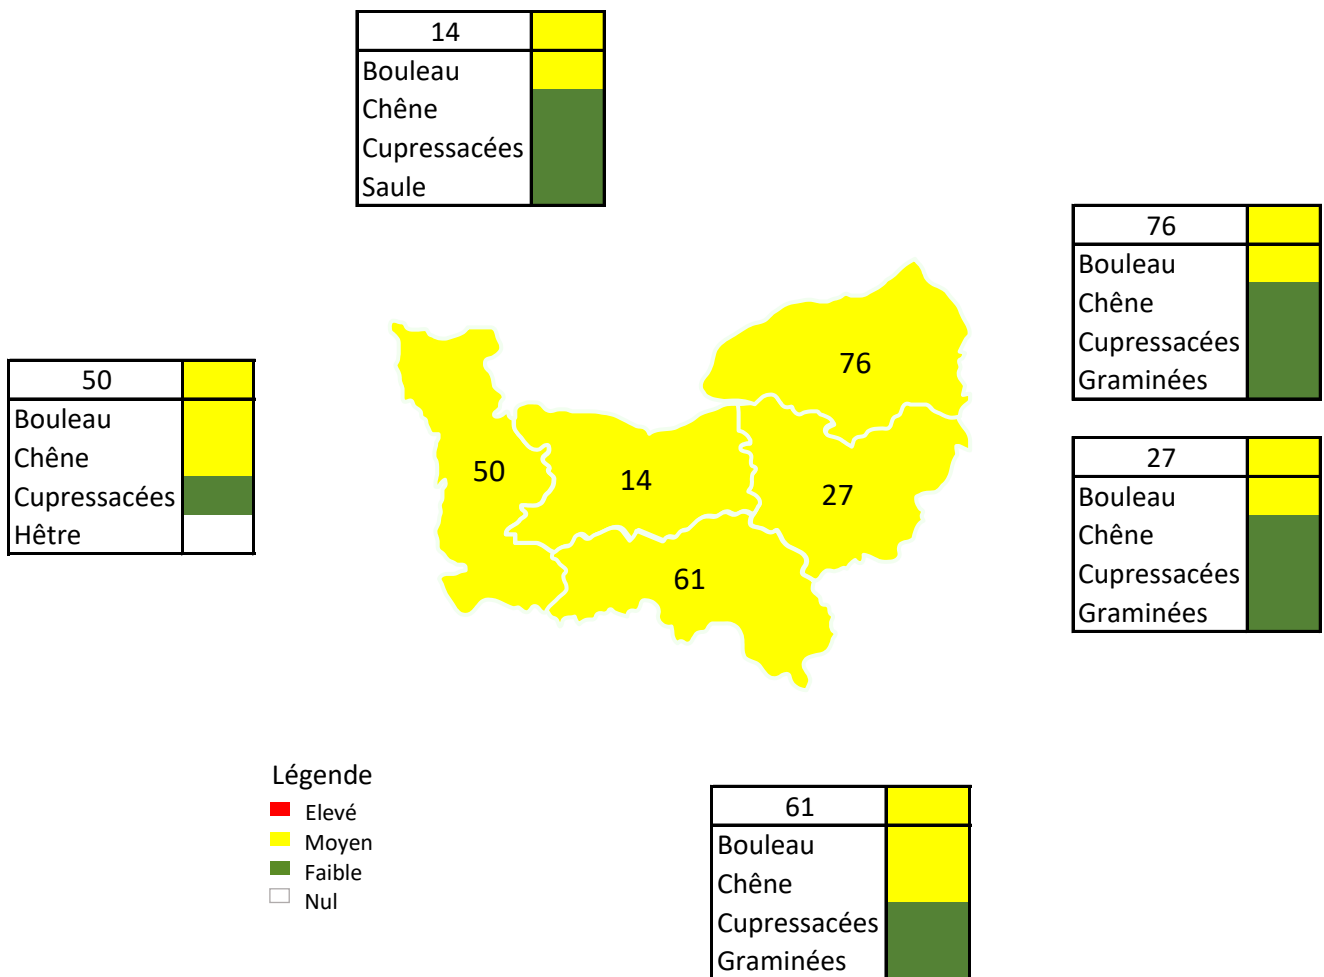 14
Bouleau
Chêne
Cupressacées
Saule
76
Bouleau
Chêne
Cupressacées
Graminées
50
Bouleau
Chêne
Cupressacées
Hêtre
27
Bouleau
Chêne
Cupressacées
Graminées
76
50
14
27
61
Légende
Elevé
Moyen
Faible
Nul
61
Bouleau
Chêne
Cupressacées
Graminées